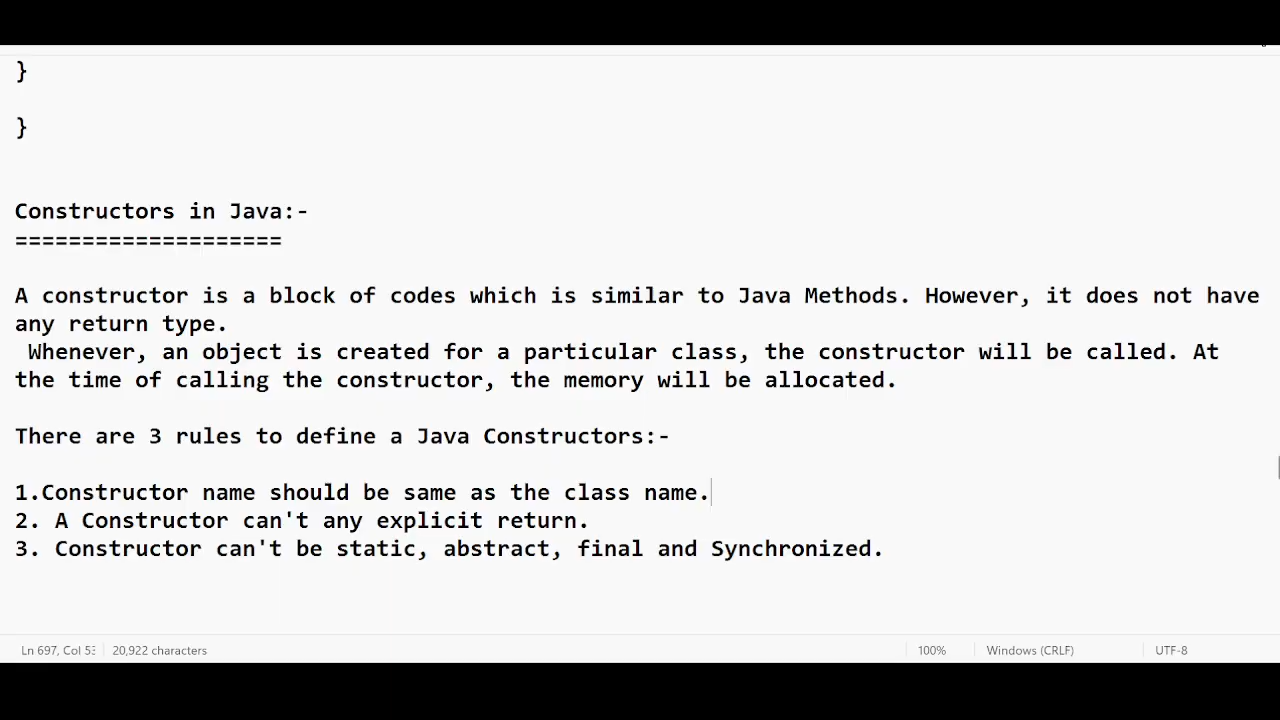 }
}
Constructors in Java:-
====================
A constructor is a block of codes which is similar to Java Methods. However, it does not have
any return type.
Whenever, an object is created for a particular class, the constructor will be called. At
the time of calling the constructor, the memory will be allocated.
There are 3 rules to define a Java Constructors:-
1.Constructor name should be same as the class name.
2. A Constructor can't any explicit return.
3. Constructor can't be static, abstract, final and Synchronized.
Ln 697, Col 53 20,922 characters 100% Windows (CRLF) UTF-8